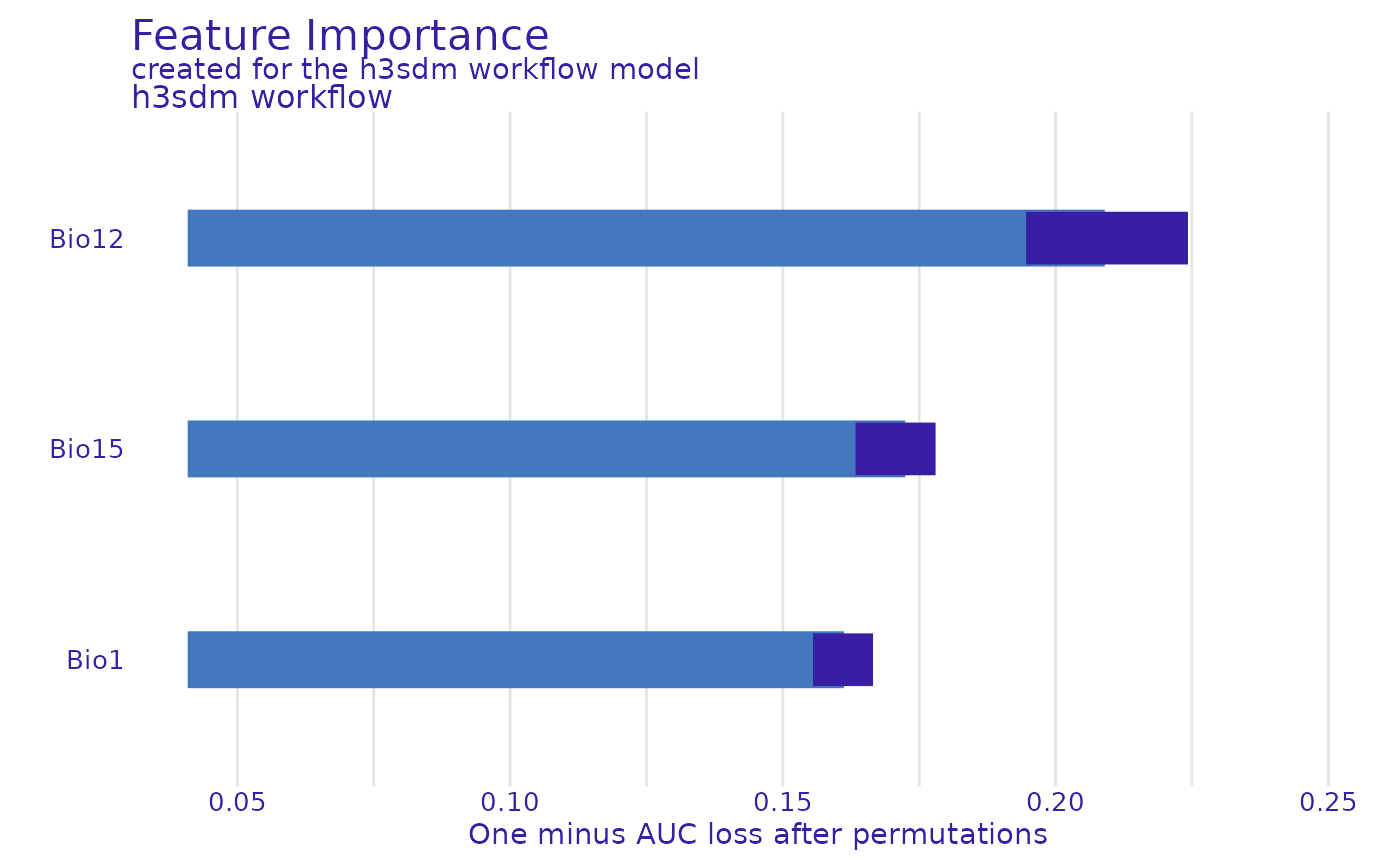 Feature Importance
created for the h3sdm workflow model
h3sdm workflow
Bio12
Bio15
Bio1
0.05 0.10 0.15 0.20 0.25
One minus AUC loss after permutations